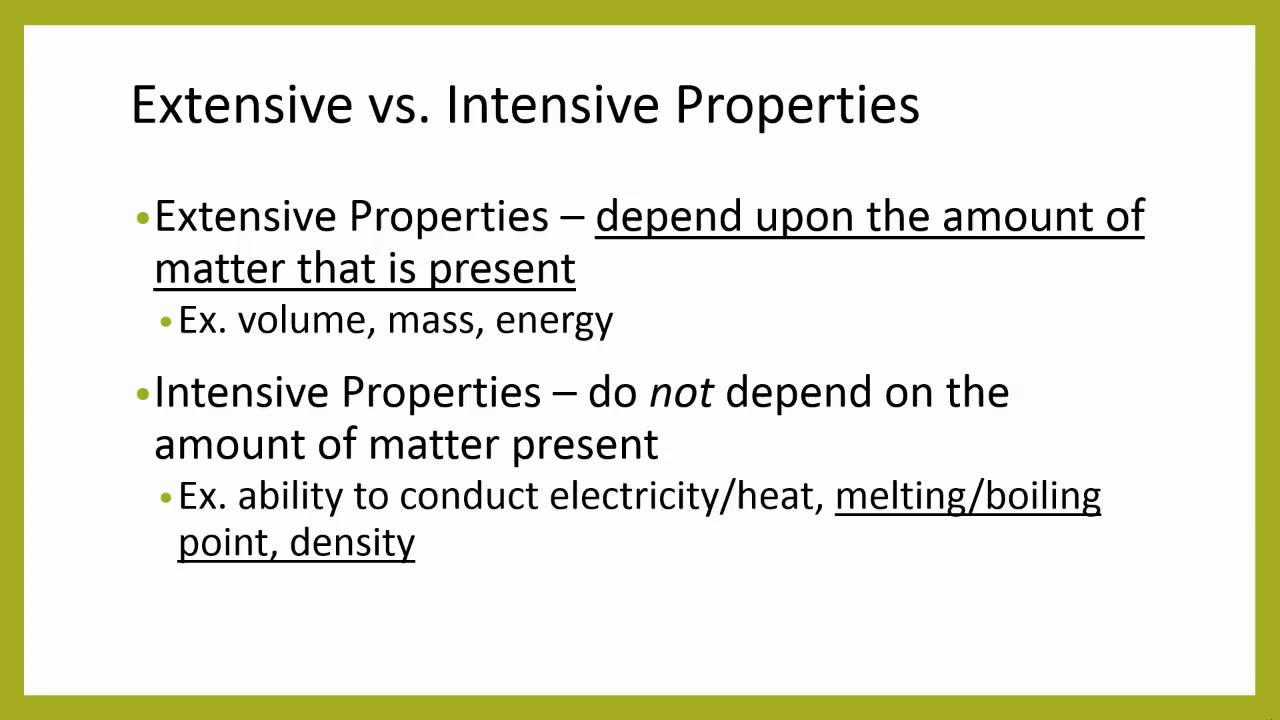 Extensive vs. Intensive Properties
•Extensive Properties – depend upon the amount of
matter that is present
•Ex. volume, mass, energy
•Intensive Properties – do not depend on the
amount of matter present
•Ex. ability to conduct electricity/heat, melting/boiling
point, density